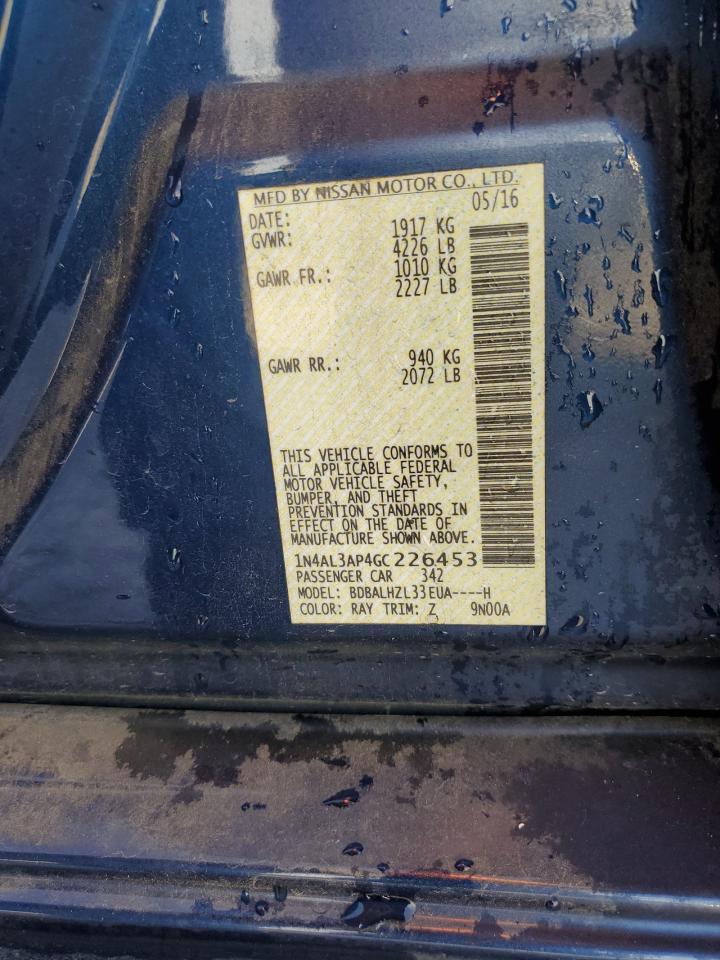 MFD BY NISSAN MOTOR CO., LTD.
DATE: 05/16
GVWR: 1917 KG
4226 LB
GAWR FR.: 1010 KG
2227 LB
GAWR RR.: 940 KG
2072 LB
THIS VEHICLE CONFORMS TO
ALL APPLICABLE FEDERAL
MOTOR VEHICLE SAFETY,
BUMPER, AND THEFT
PREVENTION STANDARDS IN
EFFECT ON THE DATE OF
MANUFACTURE SHOWN ABOVE.
1N4AL3AP4GC226453
PASSENGER CAR 342
MODEL: BDBALHZL33EUA----H
COLOR: RAY TRIM: Z 9N00A